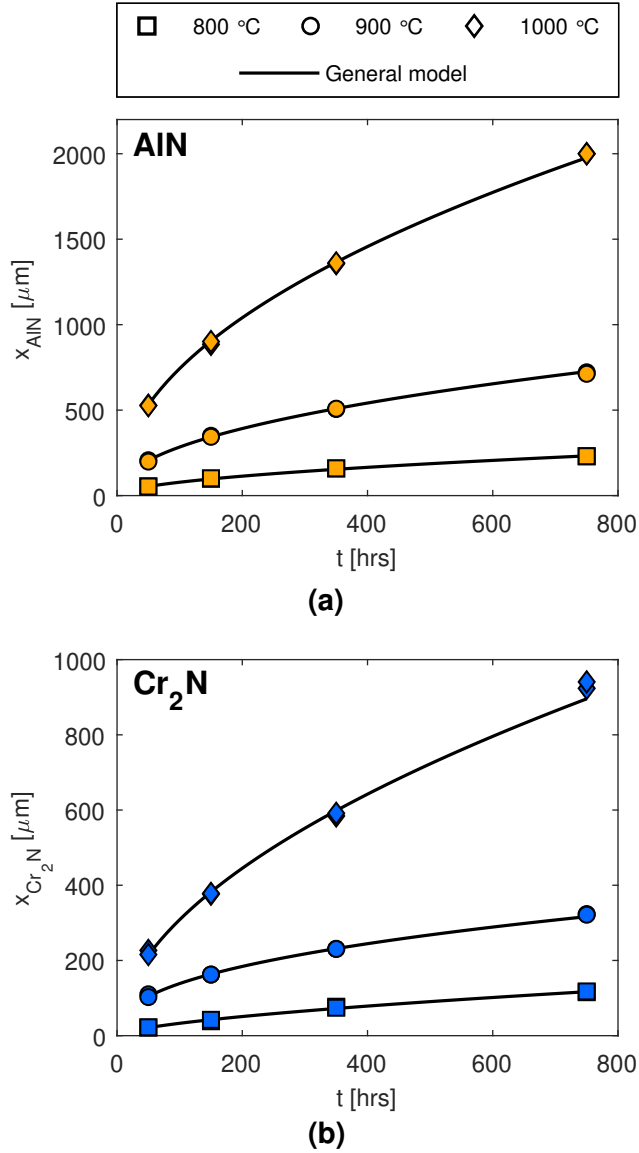 800 °C 900 °C 1000 °C
General model
AlN
2000
1500
1000
500
0
x_AlN [μm]
0 200 400 600 800
t [hrs]
(a)
Cr₂N
1000
800
600
400
200
0
x_Cr₂N [μm]
0 200 400 600 800
t [hrs]
(b)